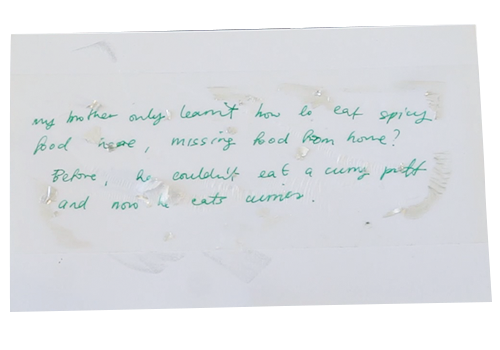 my brother only learnt how to eat spicy
food here, missing food from home?
Before, he couldn't eat a curry puff
and now he eats curries.